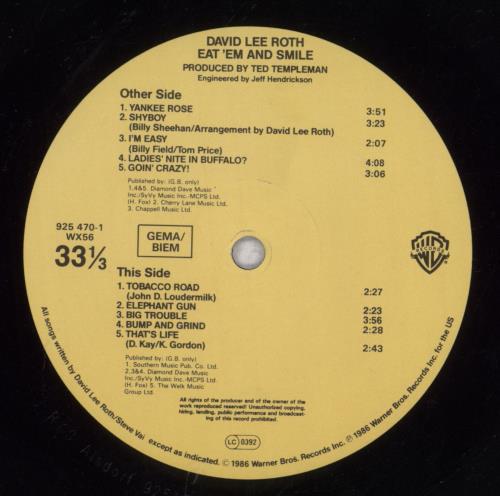 DAVID LEE ROTH
EAT 'EM AND SMILE
PRODUCED BY TED TEMPLEMAN
Engineered by Jeff Hendrickson
Other Side
1. YANKEE ROSE 3:51
2. SHYBOY 3:23
(Billy Sheehan/Arrangement by David Lee Roth)
3. I'M EASY 2:07
(Billy Field/Tom Price)
4. LADIES' NITE IN BUFFALO? 4:08
5. GOIN' CRAZY! 3:06
Published by: (G.B. only)
1.4&5. Diamond Dave Music
Inc./SyVy Music Inc.-MCPS
(H. Fox) 2. Cherry Lane Music Ltd.
3. Chappell Music Ltd.
925 470-1
WX56
33⅓
GEMA/
BIEM
WB
RECORDS
®
This Side
1. TOBACCO ROAD 2:27
(John D. Loudermilk)
2. ELEPHANT GUN 2:23
3. BIG TROUBLE 3:56
4. BUMP AND GRIND 2:28
5. THAT'S LIFE
(D. Kay/K. Gordon) 2:43
Published by: (G.B. only)
1. Southern Music Pub. Co. Ltd.
2.3&4. Diamond Dave Music
Inc./SyVy Music Inc.-MCPS
(H. Fox) 5. The Welk Music
Group Ltd.
All rights of the producer and of the owner of the
work reproduced reserved! Unauthorized copying,
hiring, lending, public performance and broadcast-
ing of this record prohibited.
LC 0392
All songs written by David Lee Roth/Steve Vai except as indicated. © 1986 Warner Bros. Records Inc. ℗ 1986 Warner Bros. Records Inc. for the US